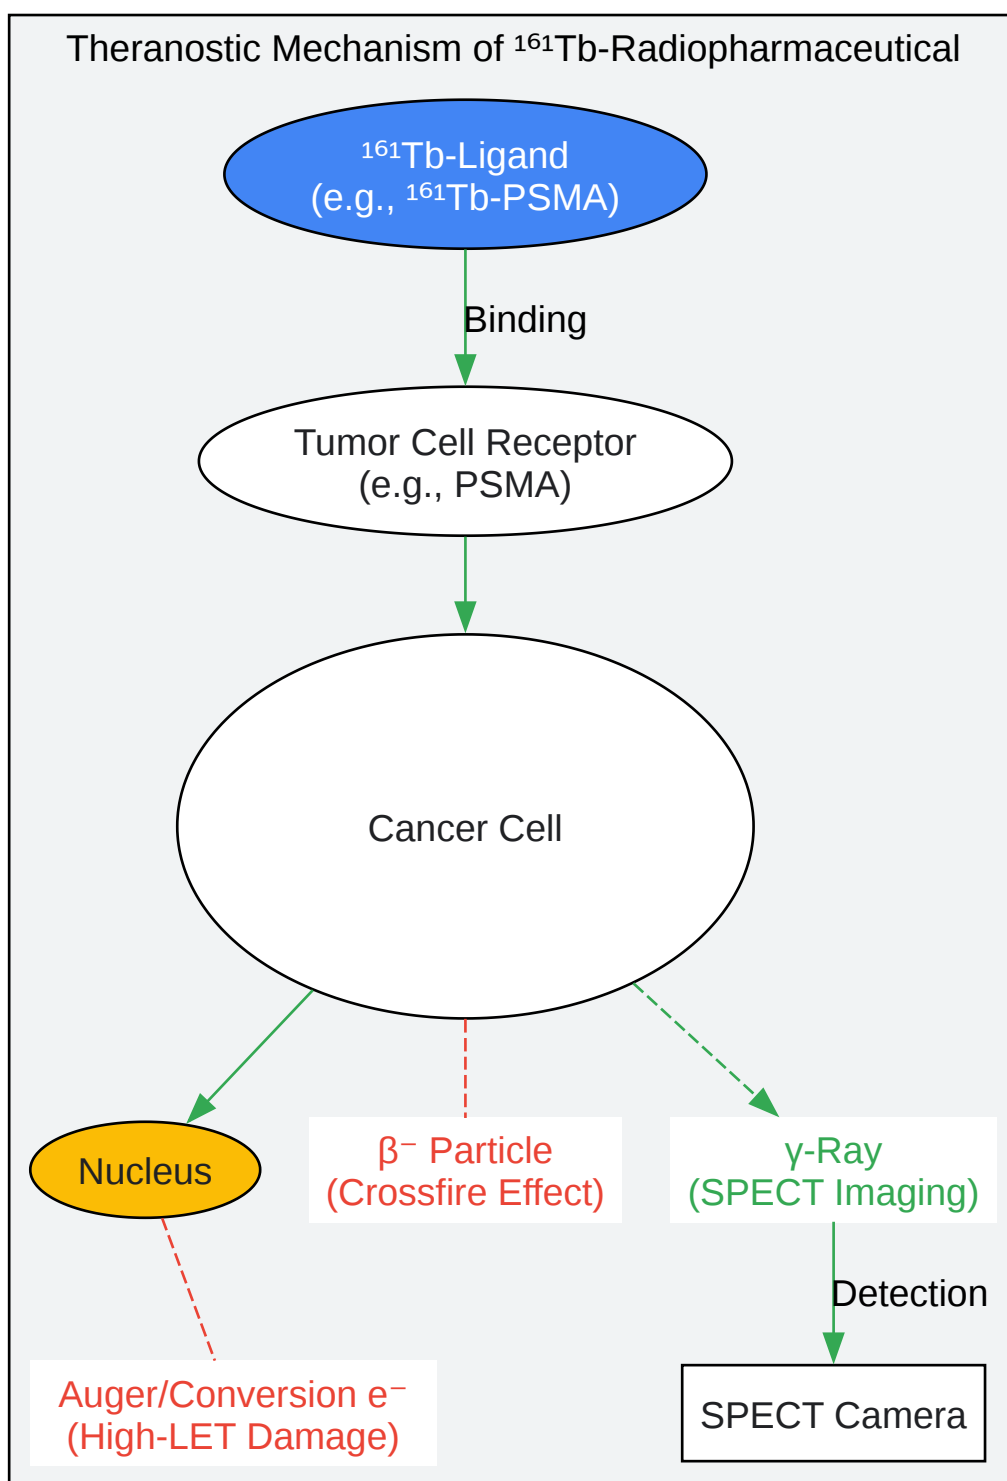 Theranostic Mechanism of ¹⁶¹Tb-Radiopharmaceutical
¹⁶¹Tb-Ligand
(e.g., ¹⁶¹Tb-PSMA)
Binding
Tumor Cell Receptor
(e.g., PSMA)
Cancer Cell
Nucleus
β⁻ Particle
(Crossfire Effect)
γ-Ray
(SPECT Imaging)
Detection
Auger/Conversion e⁻
(High-LET Damage)
SPECT Camera